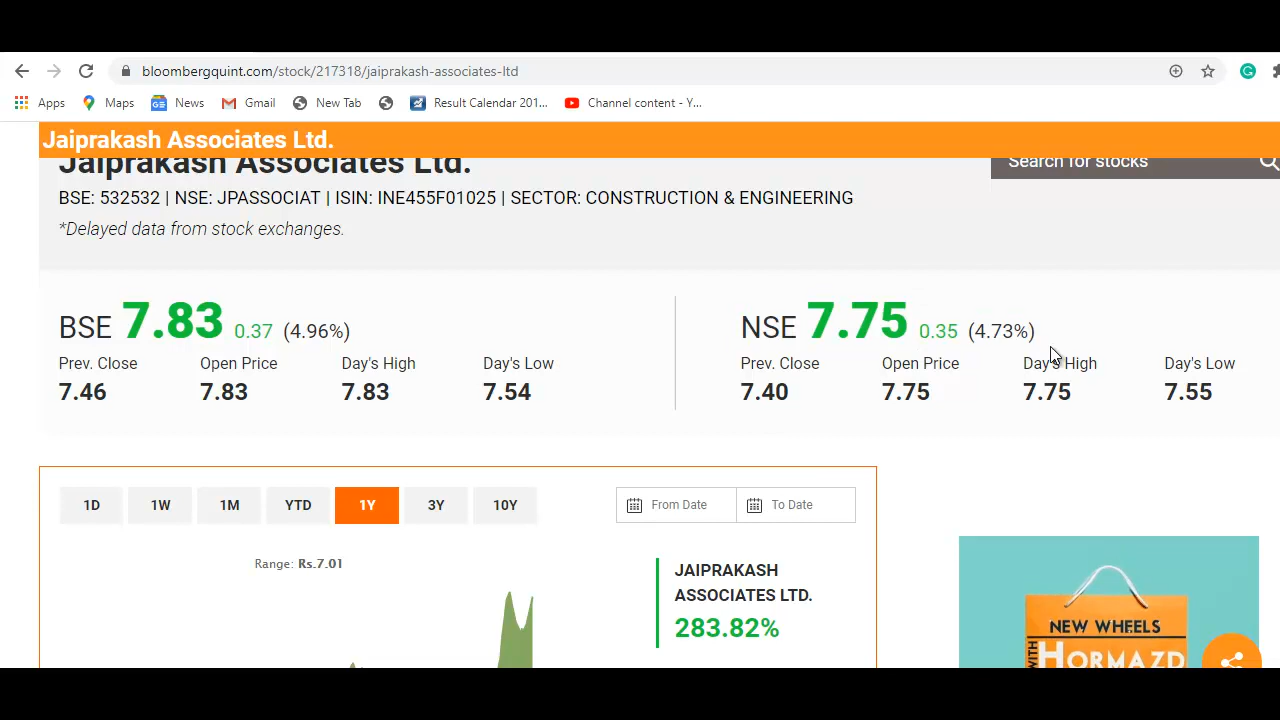 bloombergquint.com/stock/217318/jaiprakash-associates-ltd
Apps Maps News Gmail New Tab Result Calendar 201... Channel content - Y...
Jaiprakash Associates Ltd.
Jaiprakash Associates Ltd.
Search for stocks
BSE: 532532 | NSE: JPASSOCIAT | ISIN: INE455F01025 | SECTOR: CONSTRUCTION & ENGINEERING
*Delayed data from stock exchanges.
BSE 7.83 0.37 (4.96%)
Prev. Close Open Price Day's High Day's Low
7.46 7.83 7.83 7.54
NSE 7.75 0.35 (4.73%)
Prev. Close Open Price Day's High Day's Low
7.40 7.75 7.75 7.55
1D 1W 1M YTD 1Y 3Y 10Y From Date To Date
Range: Rs.7.01
JAIPRAKASH
ASSOCIATES LTD.
283.82%
NEW WHEELS
WITH HORMAZD